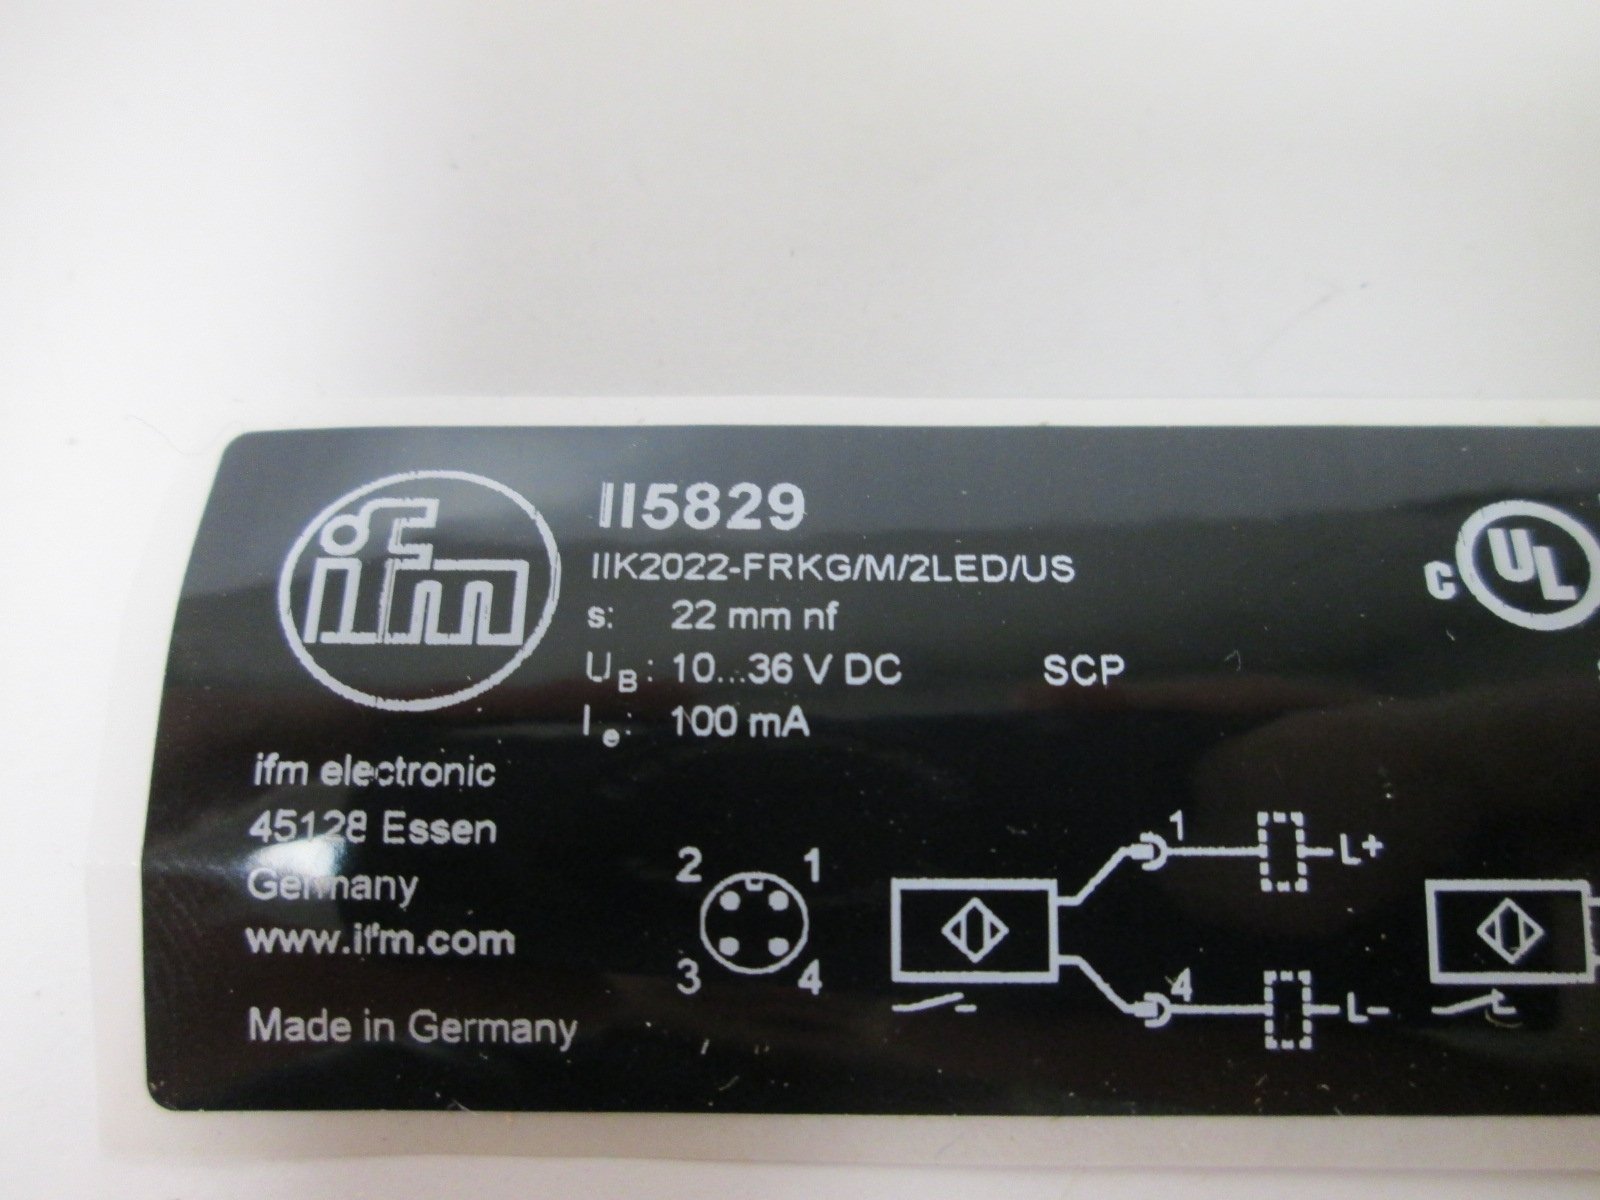 ifm
II5829
IIK2022-FRKG/M/2LED/US
s: 22 mm nf
UB: 10...36 V DC SCP
Ie: 100 mA
c UL
ifm electronic
45128 Essen
Germany
www.ifm.com
Made in Germany
2 1
3 4
1 L+
4 L-